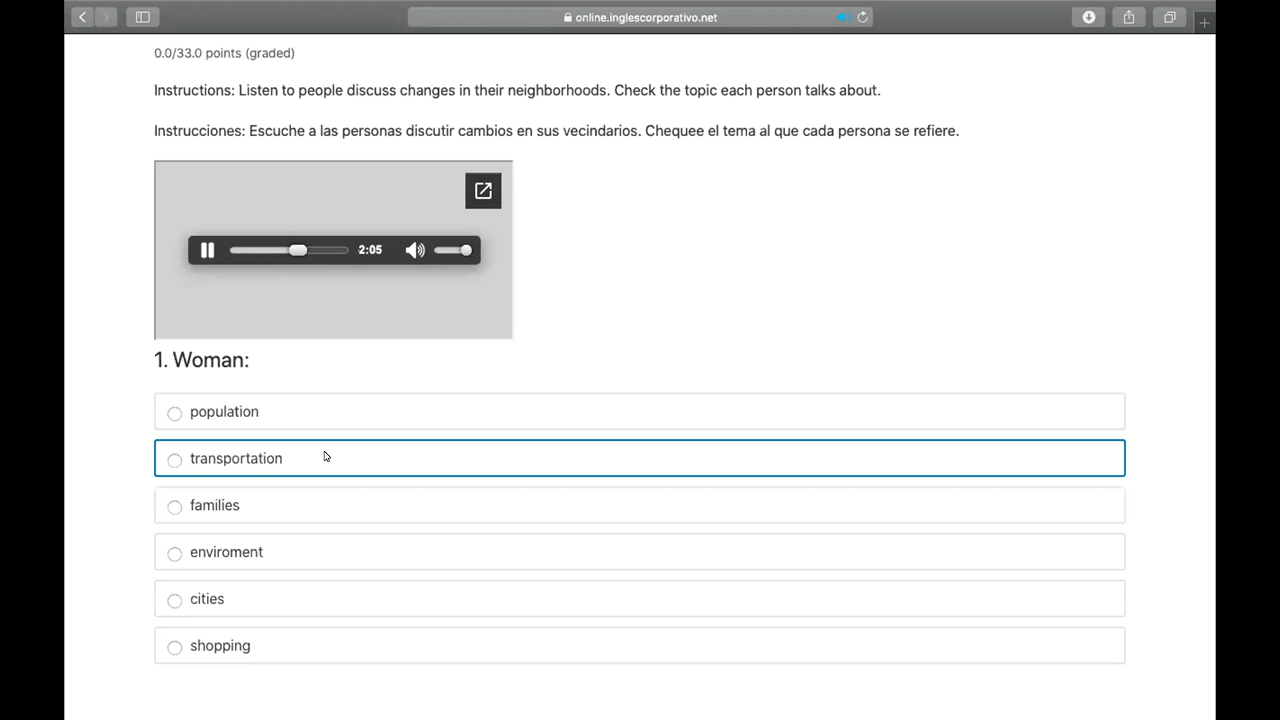 online.inglescorporativo.net
0.0/33.0 points (graded)
Instructions: Listen to people discuss changes in their neighborhoods. Check the topic each person talks about.
Instrucciones: Escuche a las personas discutir cambios en sus vecindarios. Chequee el tema al que cada persona se refiere.
2:05
1. Woman:
population
transportation
families
enviroment
cities
shopping